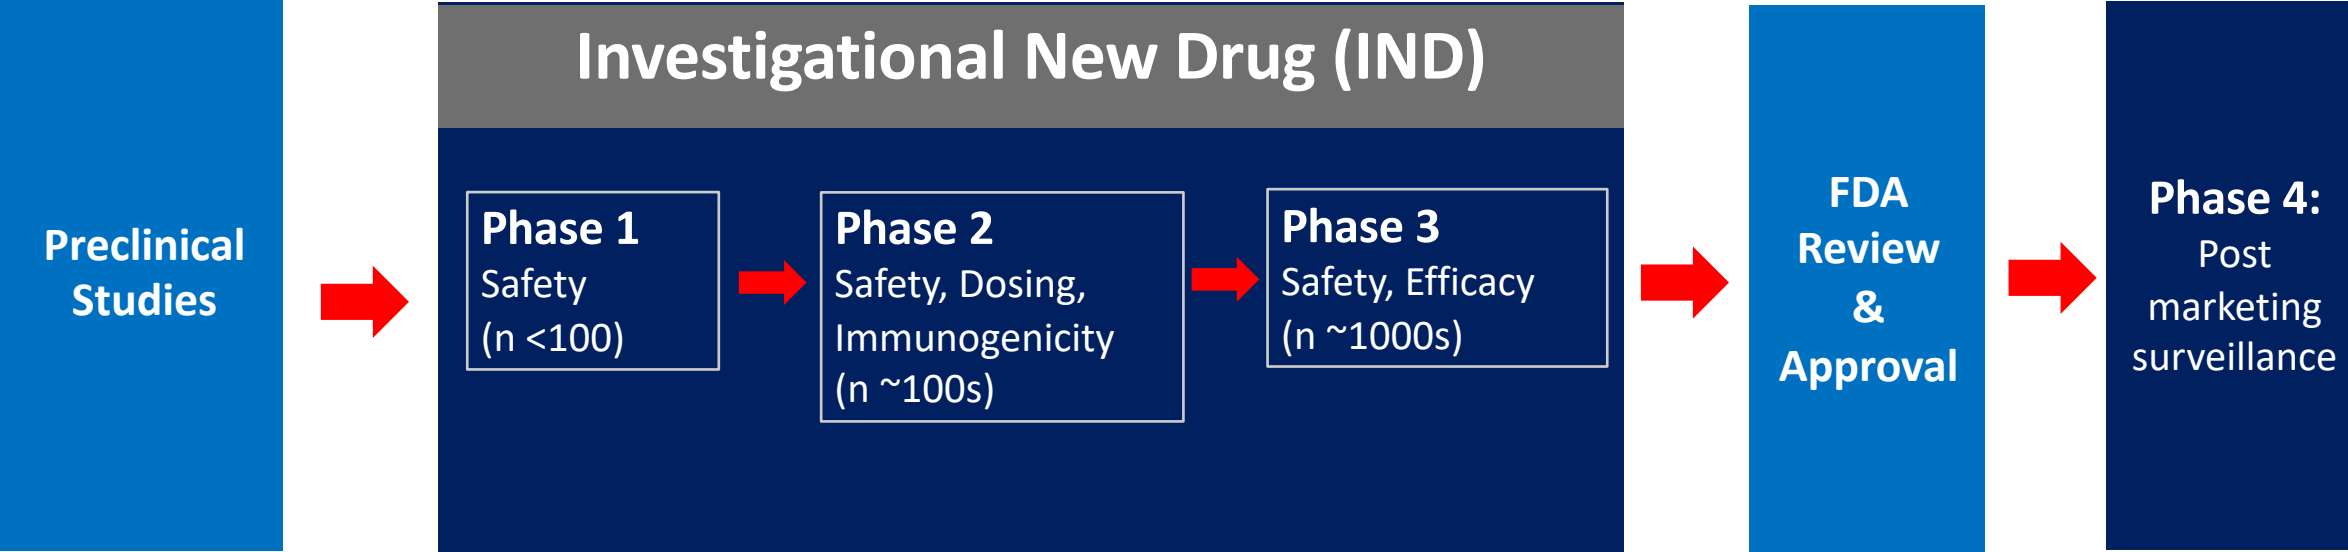 Preclinical
Studies
Investigational New Drug (IND)
Phase 1
Safety
(n <100)
Phase 2
Safety, Dosing,
Immunogenicity
(n ~100s)
Phase 3
Safety, Efficacy
(n ~1000s)
FDA
Review
&
Approval
Phase 4:
Post
marketing
surveillance